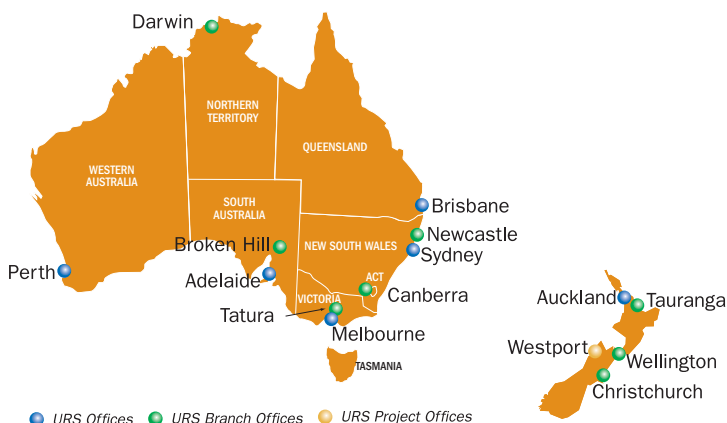 Darwin
NORTHERN
TERRITORY
QUEENSLAND
WESTERN
AUSTRALIA
SOUTH
AUSTRALIA
Brisbane
Newcastle
Broken Hill
NEW SOUTH WALES
Sydney
Perth
Adelaide
ACT
Canberra
VICTORIA
Tatura
Melbourne
TASMANIA
Auckland
Tauranga
Westport
Wellington
Christchurch
URS Offices
URS Branch Offices
URS Project Offices